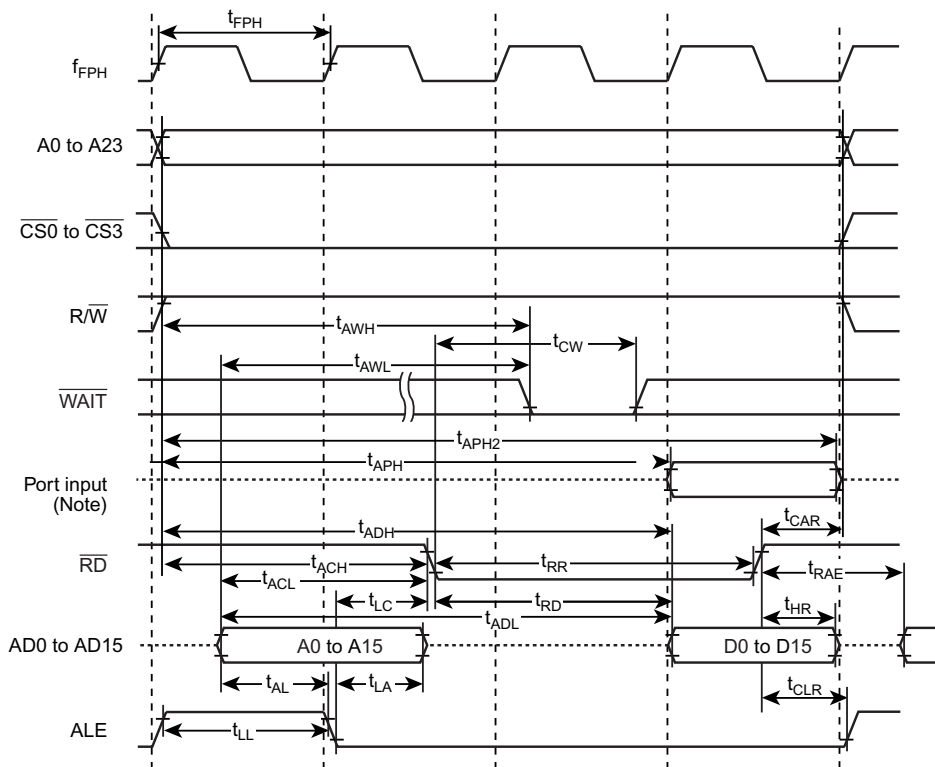 tFPH
fFPH
A0 to A23
CS0 to CS3
R/W
tAWH
tCW
tAWL
WAIT
tAPH2
tAPH
Port input
(Note)
tADH
tCAR
RD
tACH
tRR
tRAE
tACL
tLC
tRD
tHR
tADL
AD0 to AD15
A0 to A15
D0 to D15
tAL
tLA
tCLR
ALE
tLL